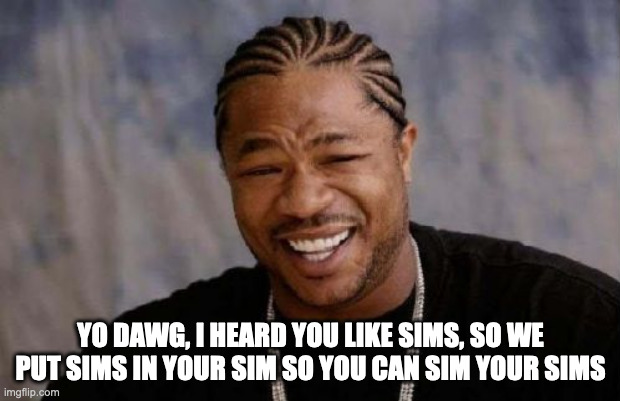 YO DAWG, I HEARD YOU LIKE SIMS, SO WE
PUT SIMS IN YOUR SIM SO YOU CAN SIM YOUR SIMS
imgflip.com